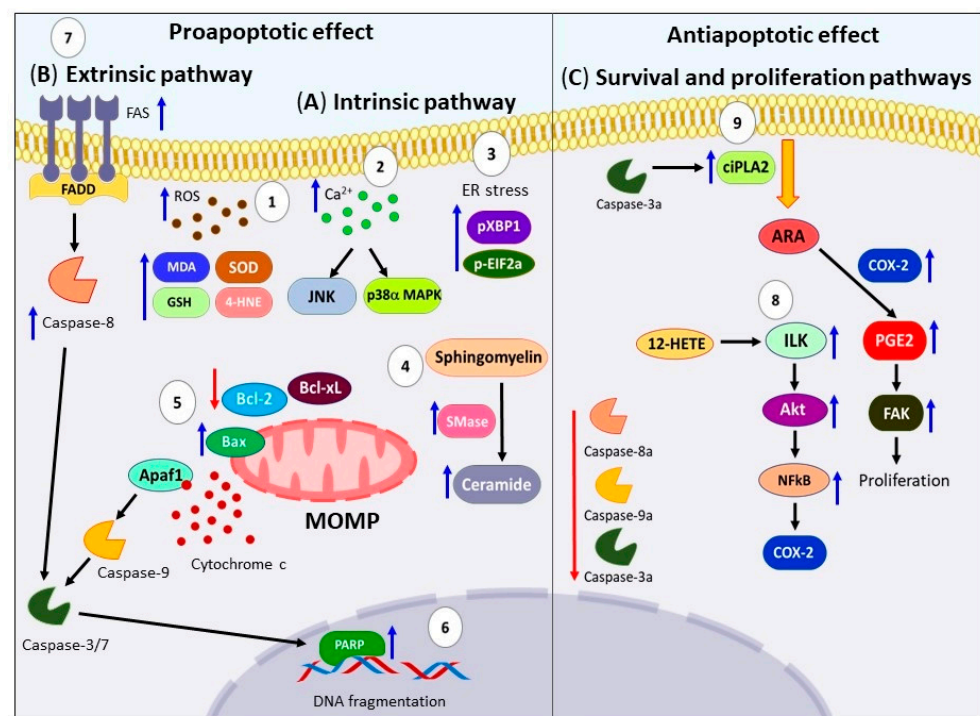 Proapoptotic effect
Antiapoptotic effect
7
(B) Extrinsic pathway
(A) Intrinsic pathway
(C) Survival and proliferation pathways
FAS
FADD
ROS
1
2
Ca²⁺
3
ER stress
pXBP1
p-EIF2a
MDA
SOD
GSH
4-HNE
JNK
p38α MAPK
Caspase-8
4
Sphingomyelin
SMase
Ceramide
5
Bcl-2
Bcl-xL
Bax
Apaf1
MOMP
Cytochrome c
Caspase-9
Caspase-3/7
PARP
6
DNA fragmentation
9
ciPLA2
Caspase-3a
ARA
COX-2
8
12-HETE
ILK
PGE2
Akt
FAK
NFkB
Proliferation
COX-2
Caspase-8a
Caspase-9a
Caspase-3a